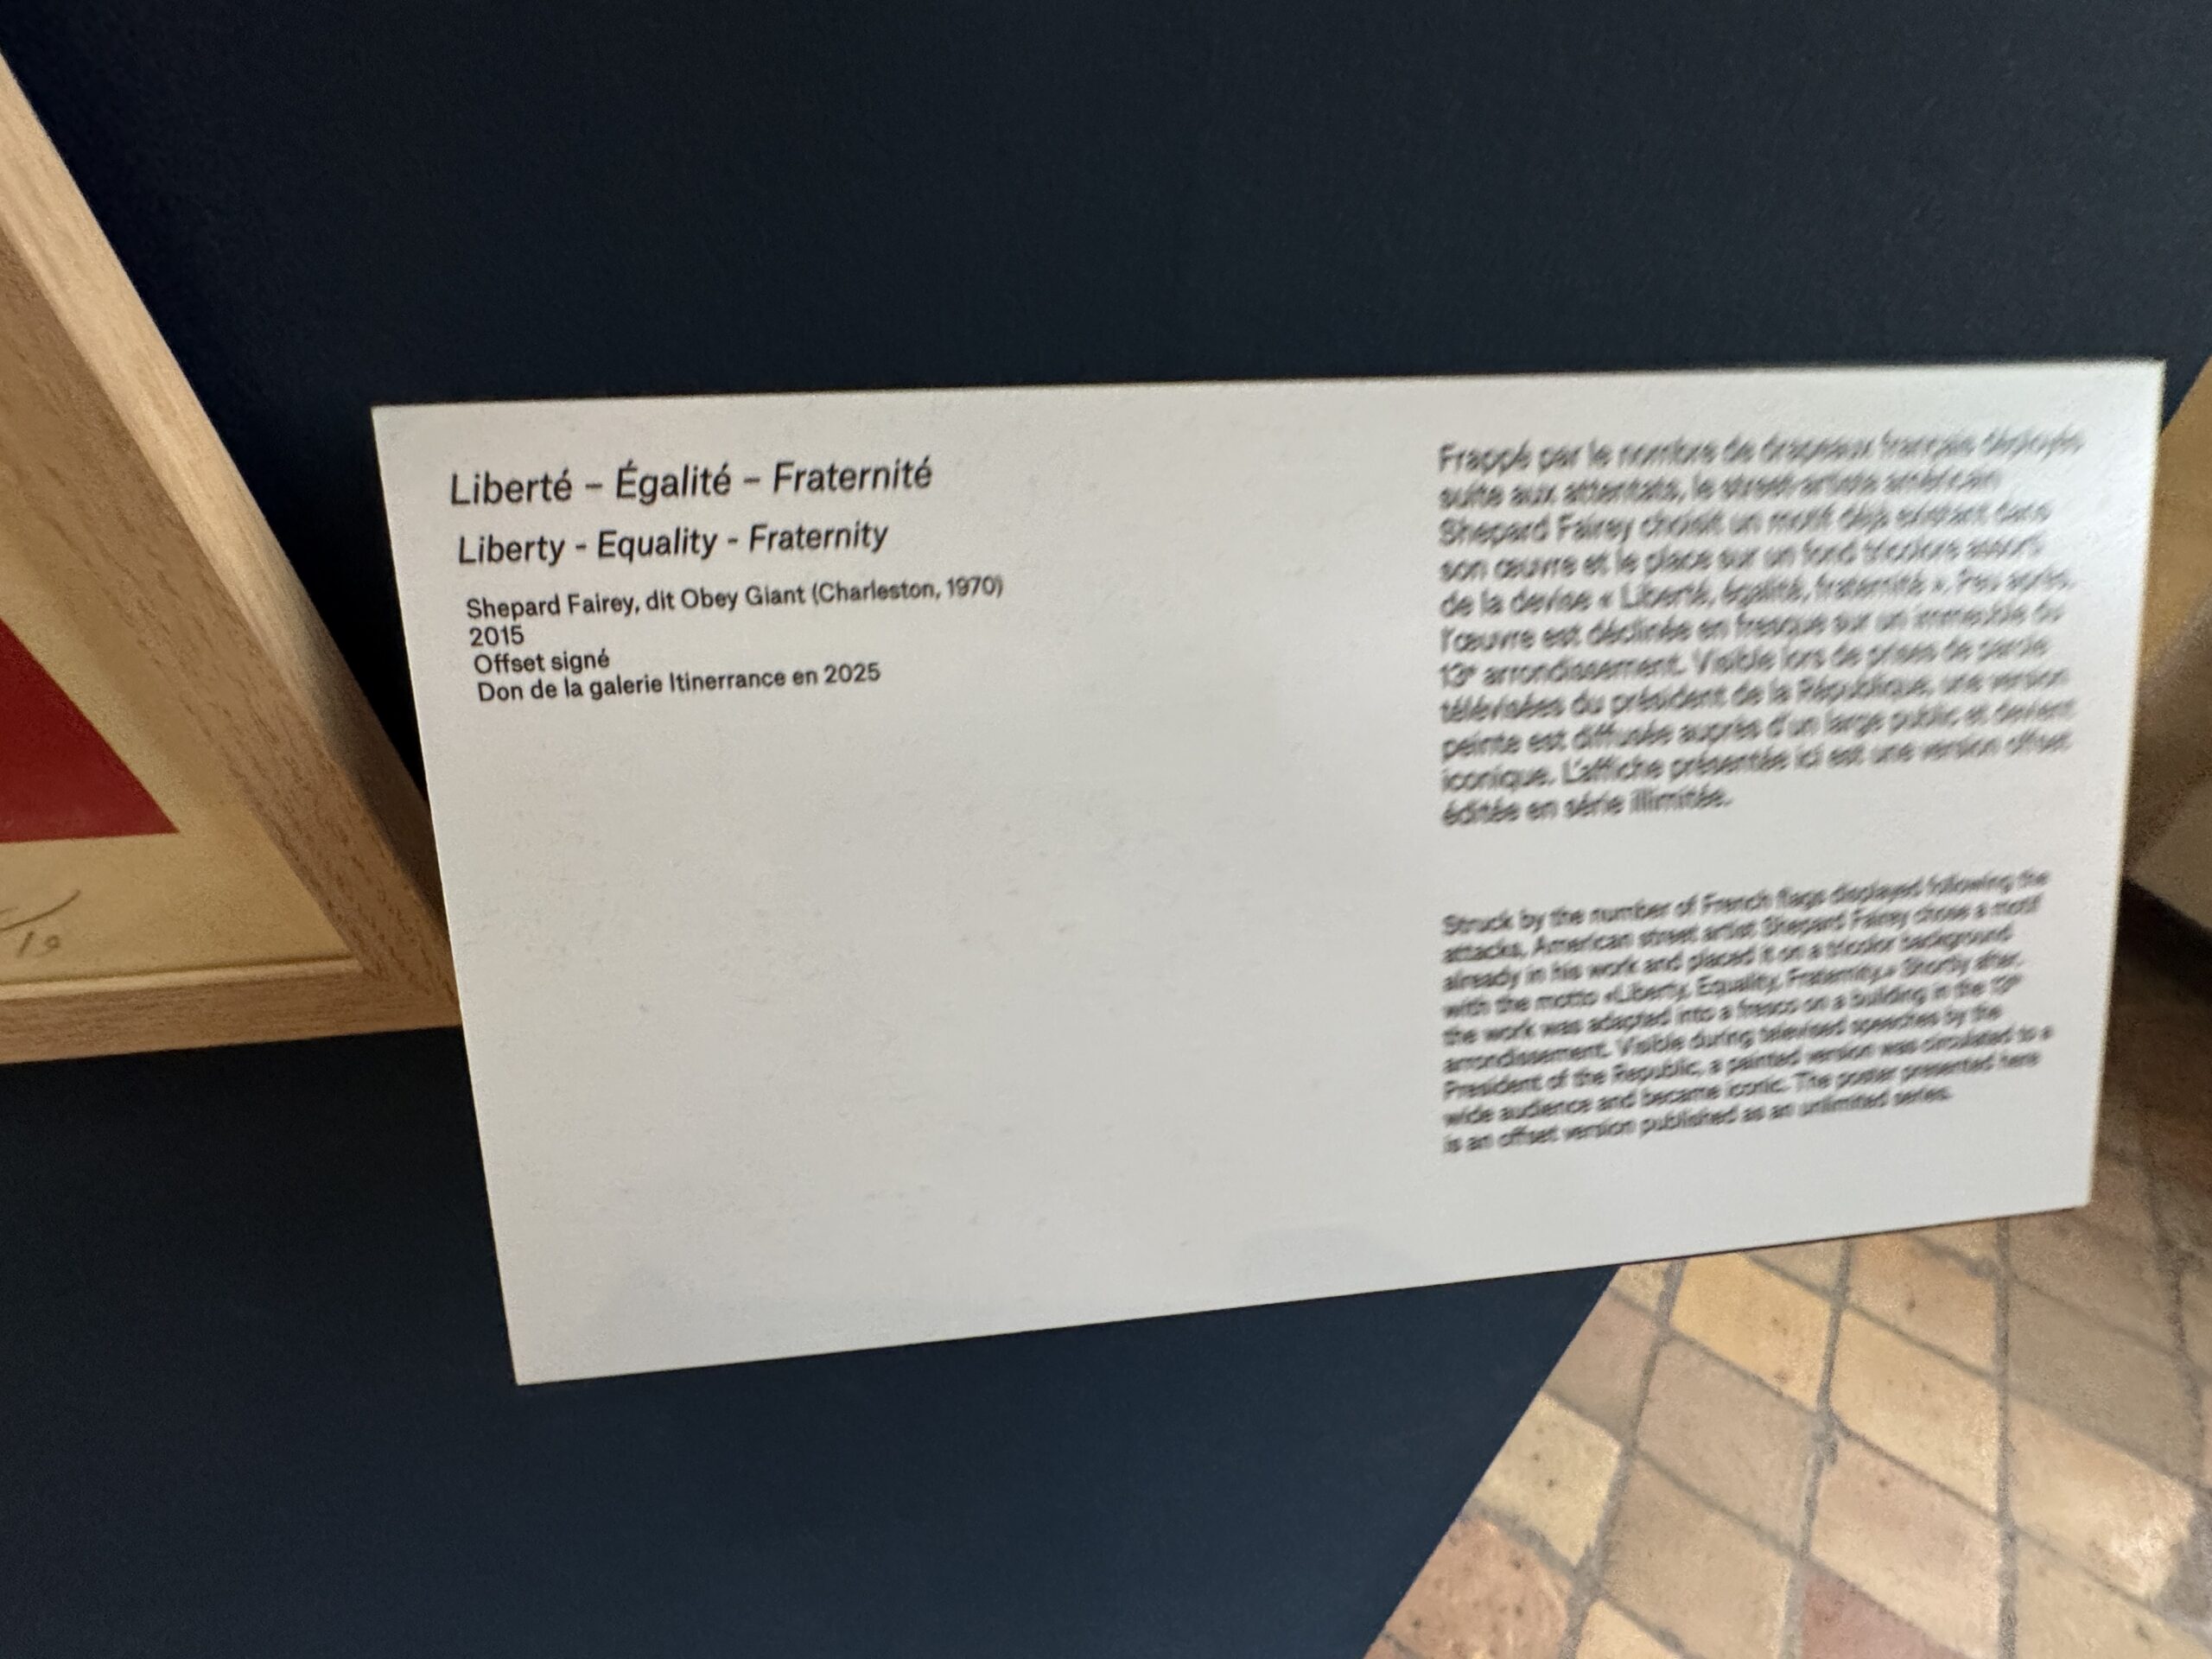 Liberté – Égalité – Fraternité
Liberty - Equality - Fraternity
Shepard Fairey, dit Obey Giant (Charleston, 1970)
2015
Offset signé
Don de la galerie Itinerrance en 2025
Frappé par le nombre de drapeaux français déployés
suite aux attentats, le street-artiste américain
Shepard Fairey choisit un motif déjà existant dans
son œuvre et le place sur un fond tricolore assorti
de la devise « Liberté, égalité, fraternité ». Peu après,
l'œuvre est déclinée en fresque sur un immeuble du
13e arrondissement. Visible lors de prises de parole
télévisées du président de la République, une version
peinte est diffusée auprès d'un large public et devient
iconique. L'affiche présentée ici est une version offset
éditée en série illimitée.
Struck by the number of French flags displayed following the
attacks, American street artist Shepard Fairey chose a motif
already in his work and placed it on a tricolor background
with the motto «Liberty, Equality, Fraternity.» Shortly after,
the work was adapted into a fresco on a building in the 13th
arrondissement. Visible during televised speeches by the
President of the Republic, a painted version was circulated to a
wide audience and became iconic. The poster presented here
is an offset version published as an unlimited series.